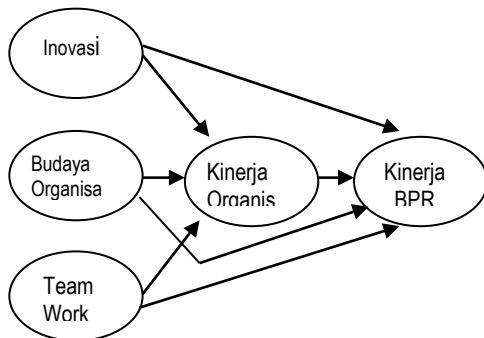 Inovasi
Budaya
Organisa
Kinerja
Organis
Kinerja
BPR
Team
Work